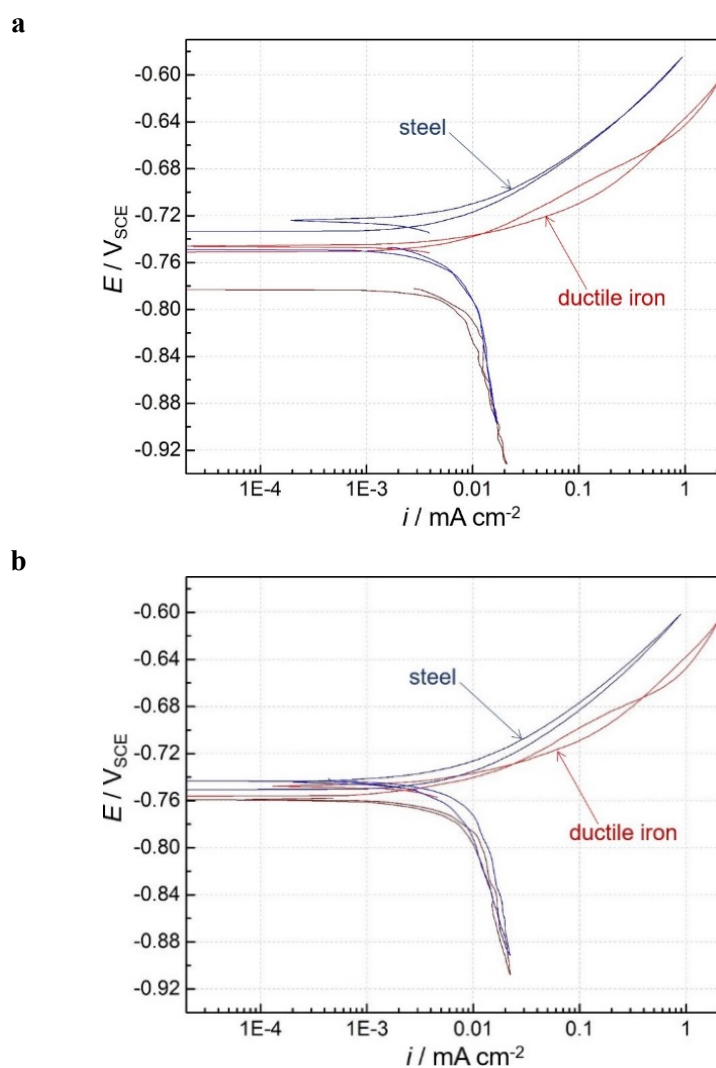 a
-0.60
-0.64
-0.68
-0.72
-0.76
-0.80
-0.84
-0.88
-0.92
E / V_SCE
steel
ductile iron
1E-4 1E-3 0.01 0.1 1
i / mA cm⁻²
b
-0.60
-0.64
-0.68
-0.72
-0.76
-0.80
-0.84
-0.88
-0.92
E / V_SCE
steel
ductile iron
1E-4 1E-3 0.01 0.1 1
i / mA cm⁻²